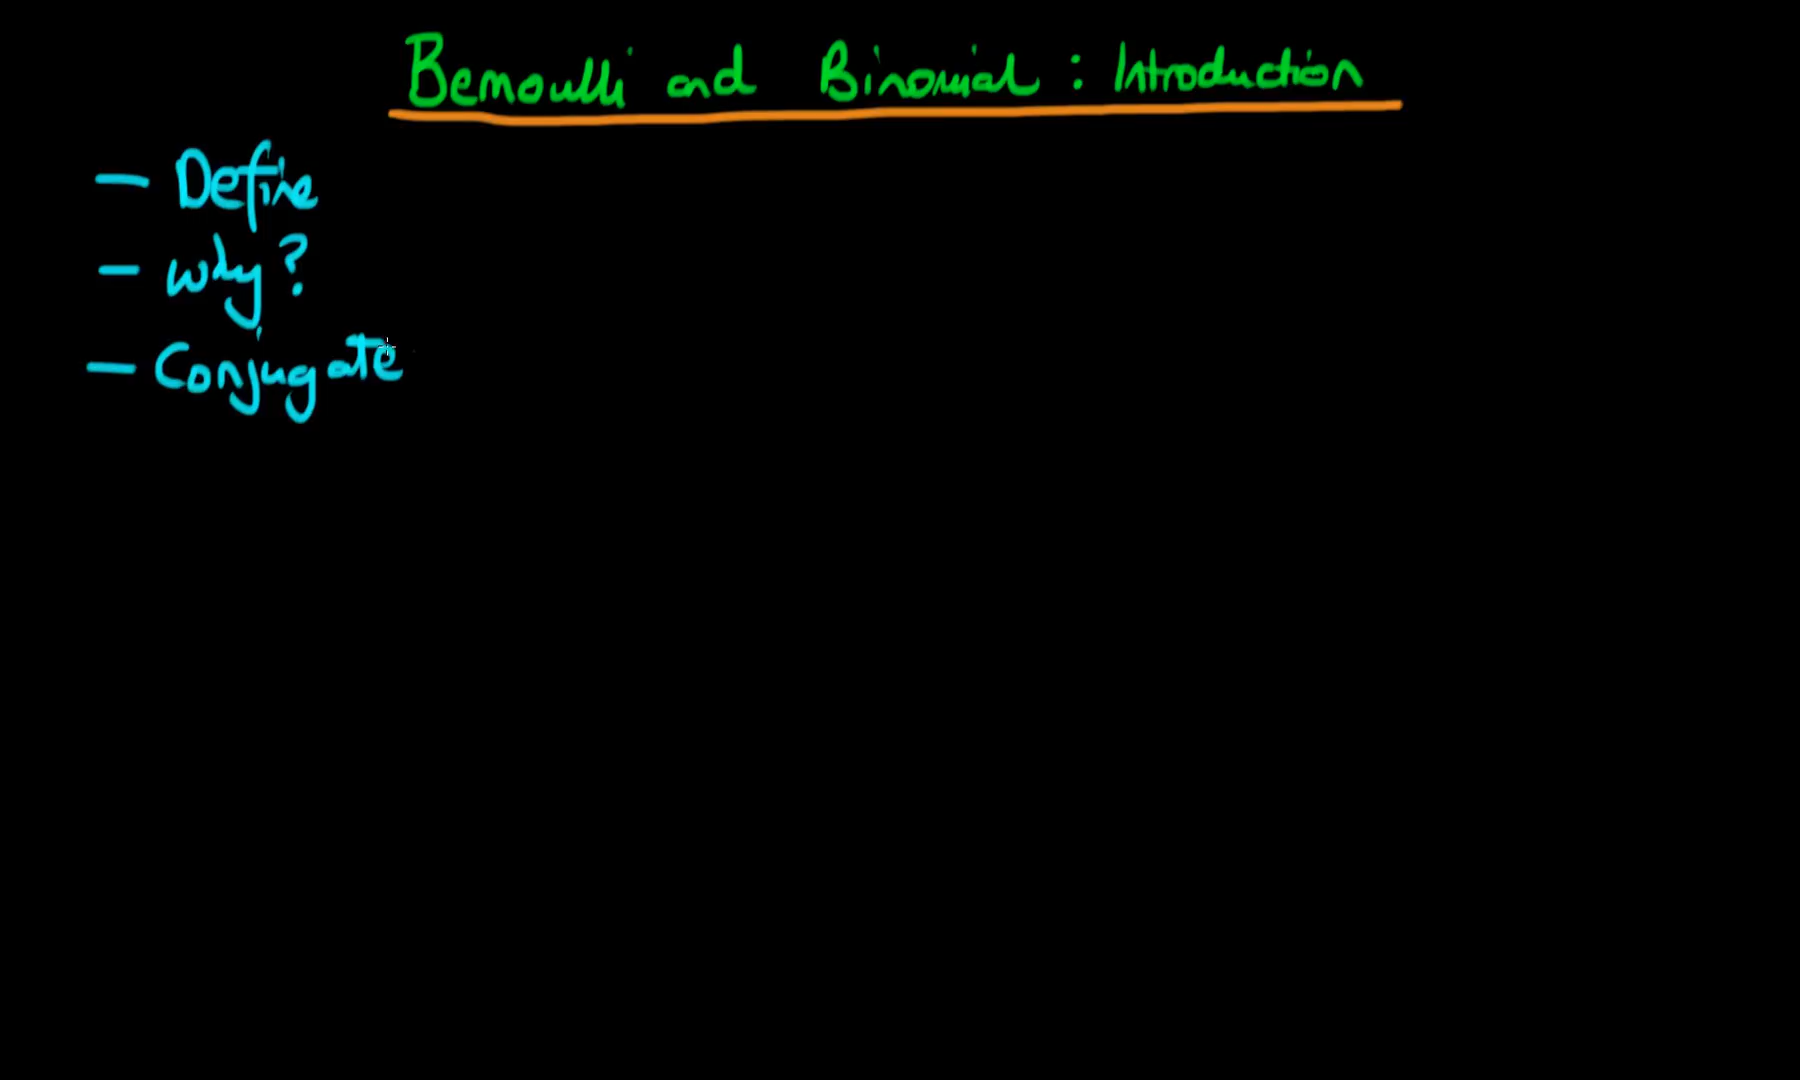 Bernoulli and Binomial : Introduction
— Define
— Why?
— Conjugate